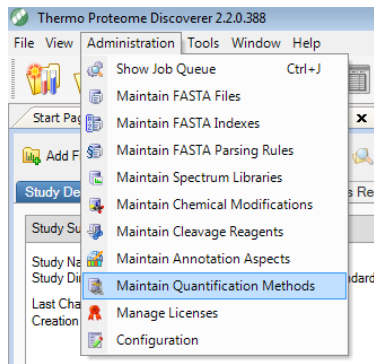 Thermo Proteome Discoverer 2.2.0.388
File View Administration Tools Window Help
Show Job Queue Ctrl+J
Maintain FASTA Files
Start Pag
Maintain FASTA Indexes
Add F
Maintain FASTA Parsing Rules
Maintain Spectrum Libraries
Study De
s Re
Maintain Chemical Modifications
Study Su
Maintain Cleavage Reagents
Study Na
Maintain Annotation Aspects
Study Di
Maintain Quantification Methods
dard
Last Cha
Manage Licenses
Creation
Configuration